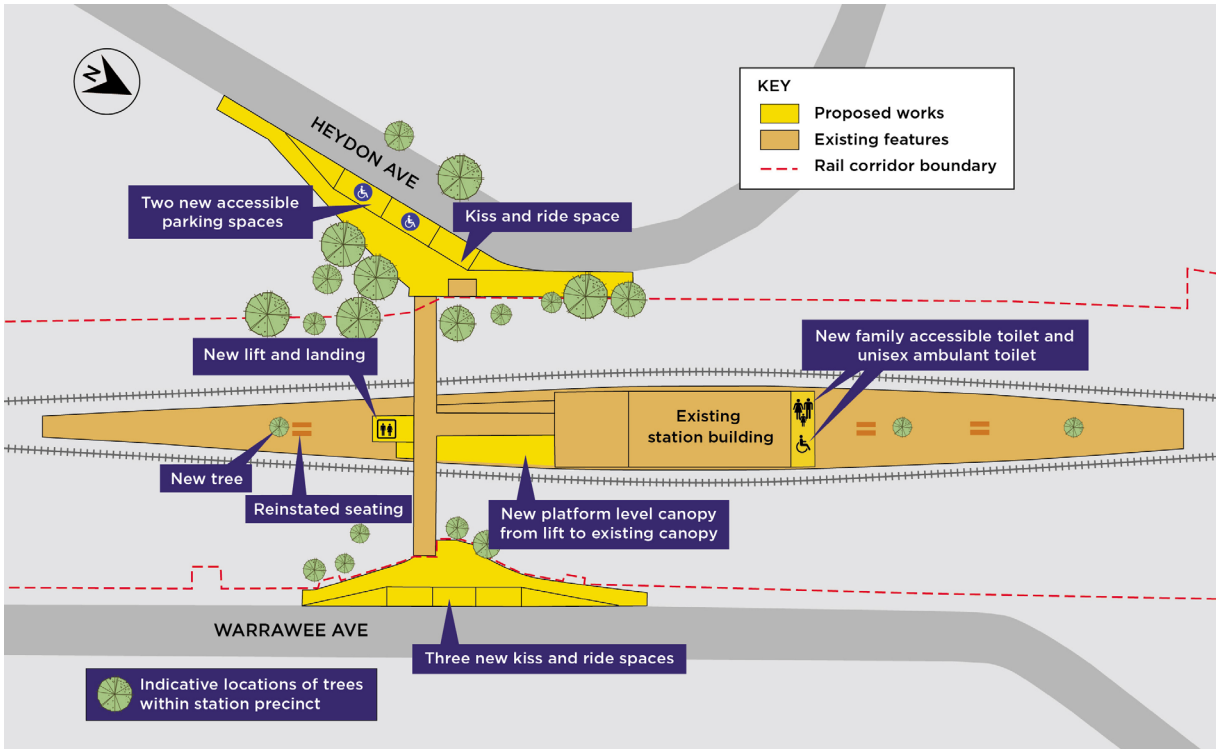 N
HEYDON AVE
KEY
Proposed works
Existing features
Rail corridor boundary
Two new accessible
parking spaces
Kiss and ride space
New lift and landing
New family accessible toilet and
unisex ambulant toilet
Existing
station building
New tree
Reinstated seating
New platform level canopy
from lift to existing canopy
WARRAWEE AVE
Three new kiss and ride spaces
Indicative locations of trees
within station precinct